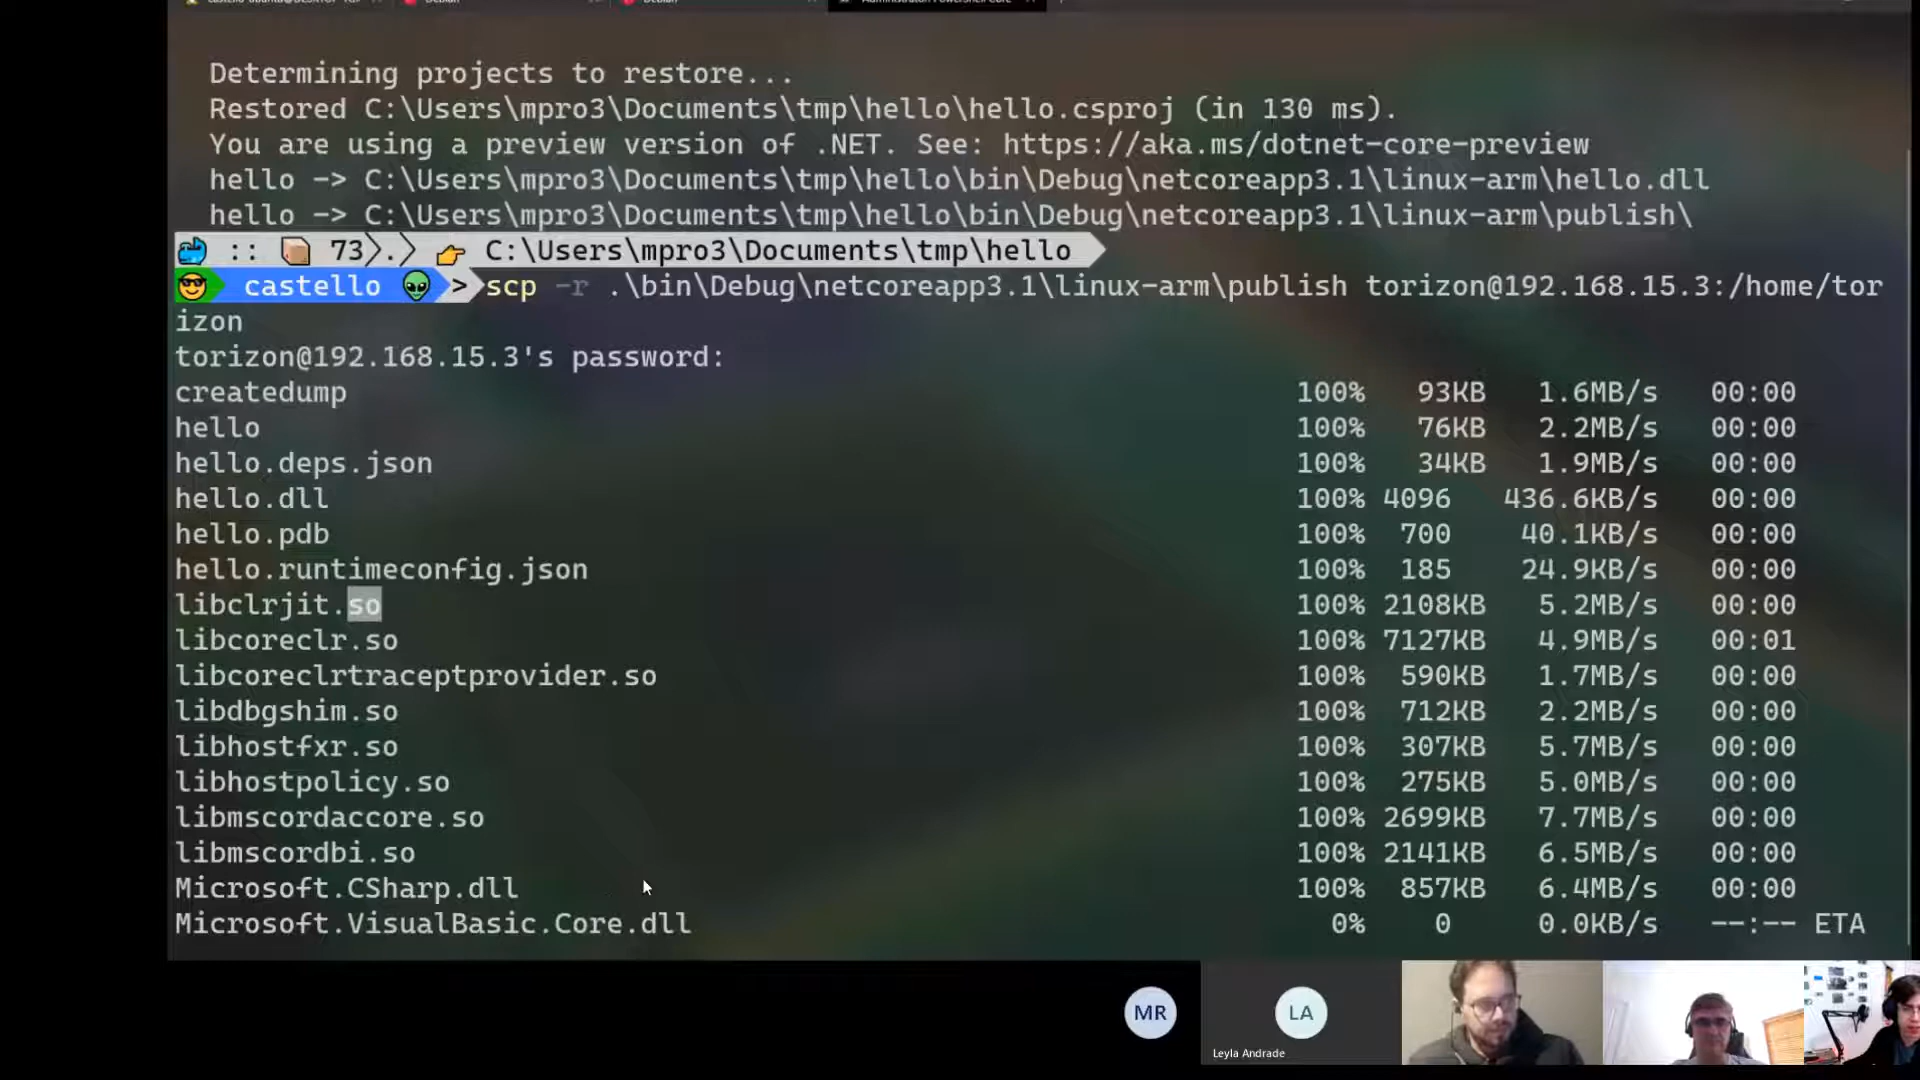 Determining projects to restore...
Restored C:\Users\mpro3\Documents\tmp\hello\hello.csproj (in 130 ms).
You are using a preview version of .NET. See: https://aka.ms/dotnet-core-preview
hello -> C:\Users\mpro3\Documents\tmp\hello\bin\Debug\netcoreapp3.1\linux-arm\hello.dll
hello -> C:\Users\mpro3\Documents\tmp\hello\bin\Debug\netcoreapp3.1\linux-arm\publish\
:: 73〉.〉 C:\Users\mpro3\Documents\tmp\hello
castello > scp -r .\bin\Debug\netcoreapp3.1\linux-arm\publish torizon@192.168.15.3:/home/tor
izon
torizon@192.168.15.3's password:
createdump 100% 93KB 1.6MB/s 00:00
hello 100% 76KB 2.2MB/s 00:00
hello.deps.json 100% 34KB 1.9MB/s 00:00
hello.dll 100% 4096 436.6KB/s 00:00
hello.pdb 100% 700 40.1KB/s 00:00
hello.runtimeconfig.json 100% 185 24.9KB/s 00:00
libclrjit.so 100% 2108KB 5.2MB/s 00:00
libcoreclr.so 100% 7127KB 4.9MB/s 00:01
libcoreclrtraceptprovider.so 100% 590KB 1.7MB/s 00:00
libdbgshim.so 100% 712KB 2.2MB/s 00:00
libhostfxr.so 100% 307KB 5.7MB/s 00:00
libhostpolicy.so 100% 275KB 5.0MB/s 00:00
libmscordaccore.so 100% 2699KB 7.7MB/s 00:00
libmscordbi.so 100% 2141KB 6.5MB/s 00:00
Microsoft.CSharp.dll 100% 857KB 6.4MB/s 00:00
Microsoft.VisualBasic.Core.dll 0% 0 0.0KB/s --:-- ETA
MR
LA
Leyla Andrade